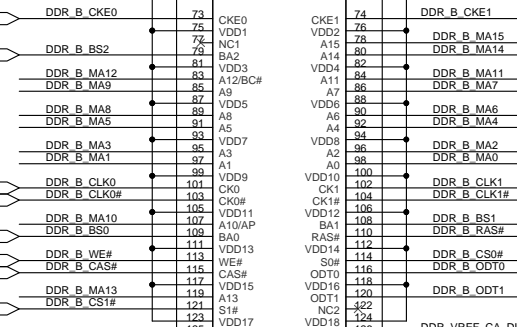 DDR_B_CKE0 73 CKE0 CKE1 74 DDR_B_CKE1
75 VDD1 VDD2 76
77 NC1 A15 78 DDR_B_MA15
DDR_B_BS2 79 BA2 A14 80 DDR_B_MA14
81 VDD3 VDD4 82
DDR_B_MA12 83 A12/BC# A11 84 DDR_B_MA11
DDR_B_MA9 85 A9 A7 86 DDR_B_MA7
87 VDD5 VDD6 88
DDR_B_MA8 89 A8 A6 90 DDR_B_MA6
DDR_B_MA5 91 A5 A4 92 DDR_B_MA4
93 VDD7 VDD8 94
DDR_B_MA3 95 A3 A2 96 DDR_B_MA2
DDR_B_MA1 97 A1 A0 98 DDR_B_MA0
99 VDD9 VDD10 100
DDR_B_CLK0 101 CK0 CK1 102 DDR_B_CLK1
DDR_B_CLK0# 103 CK0# CK1# 104 DDR_B_CLK1#
105 VDD11 VDD12 106
DDR_B_MA10 107 A10/AP BA1 108 DDR_B_BS1
DDR_B_BS0 109 BA0 RAS# 110 DDR_B_RAS#
111 VDD13 VDD14 112
DDR_B_WE# 113 WE# S0# 114 DDR_B_CS0#
DDR_B_CAS# 115 CAS# ODT0 116 DDR_B_ODT0
117 VDD15 VDD16 118
DDR_B_MA13 119 A13 ODT1 120 DDR_B_ODT1
DDR_B_CS1# 121 S1# NC2 122
123 VDD17 VDD18 124